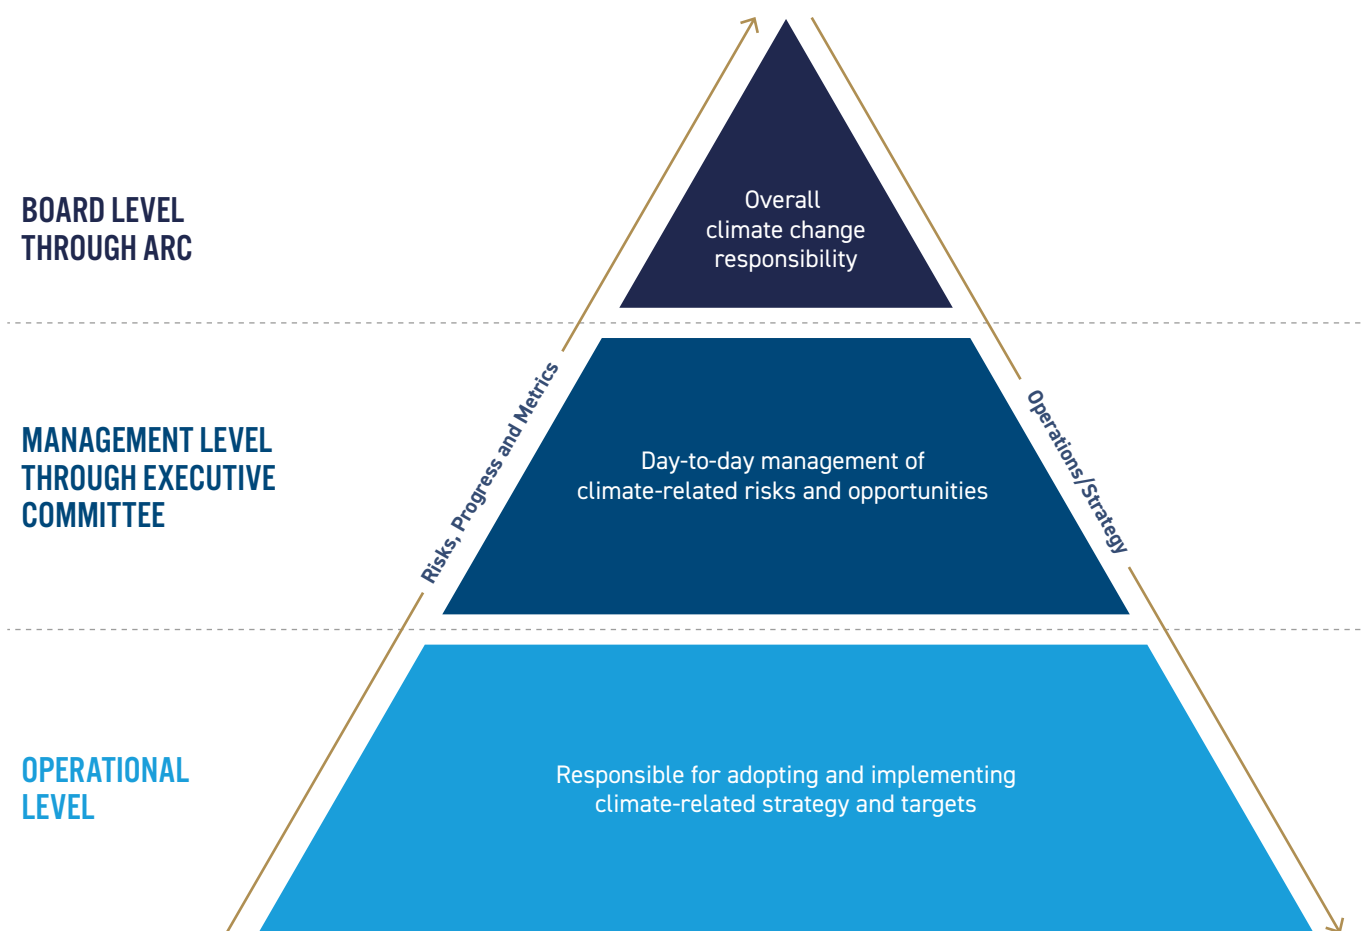 BOARD LEVEL
THROUGH ARC
Overall
climate change
responsibility
MANAGEMENT LEVEL
THROUGH EXECUTIVE
COMMITTEE
Risks, Progress and Metrics
Day-to-day management of
climate-related risks and opportunities
Operations/Strategy
OPERATIONAL
LEVEL
Responsible for adopting and implementing
climate-related strategy and targets